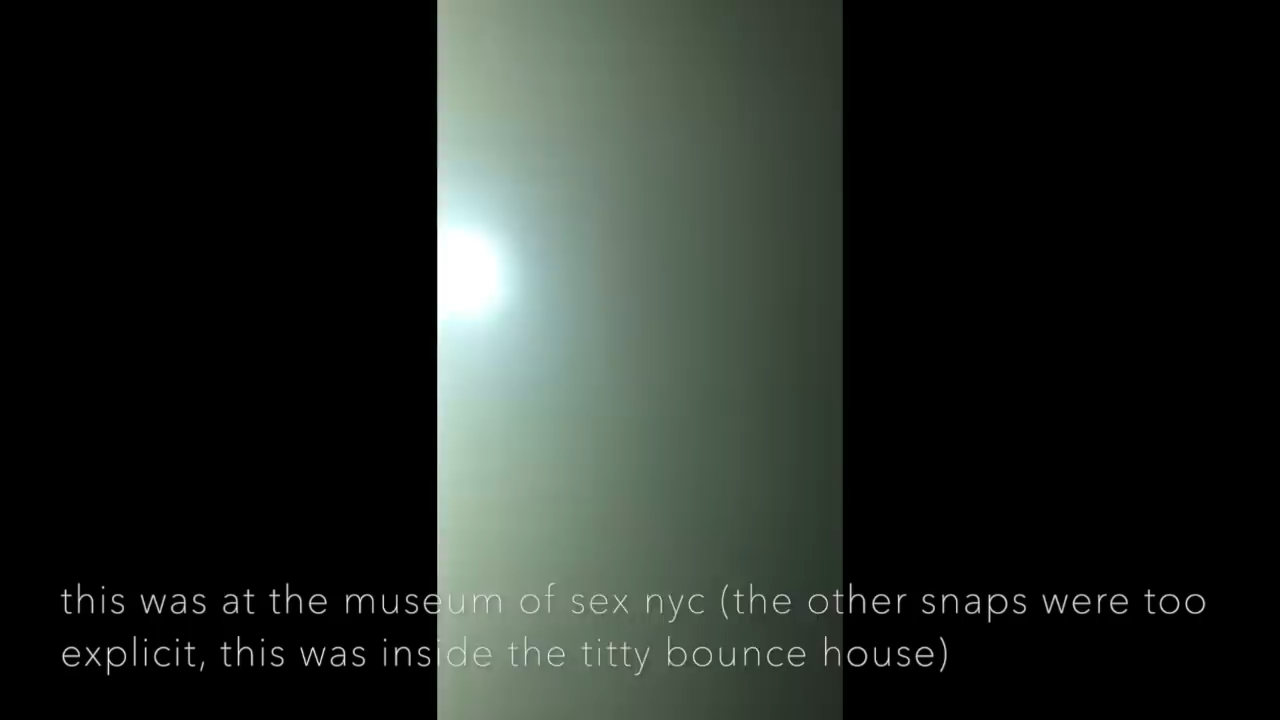 this was at the museum of sex nyc (the other snaps were too
explicit, this was inside the titty bounce house)